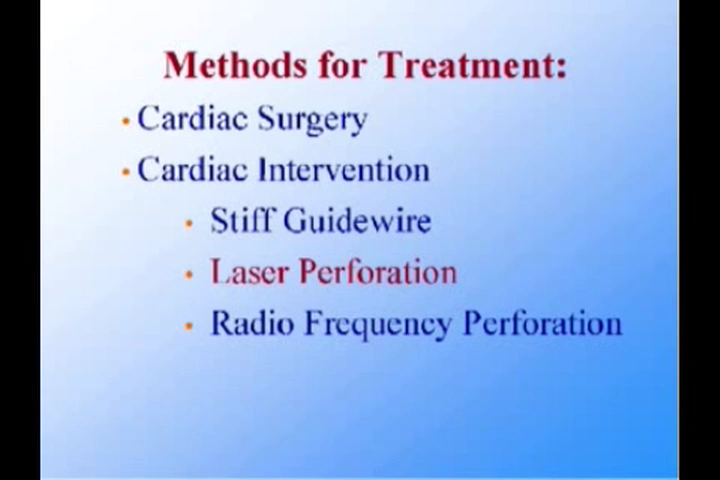 Methods for Treatment:
• Cardiac Surgery
• Cardiac Intervention
• Stiff Guidewire
• Laser Perforation
• Radio Frequency Perforation